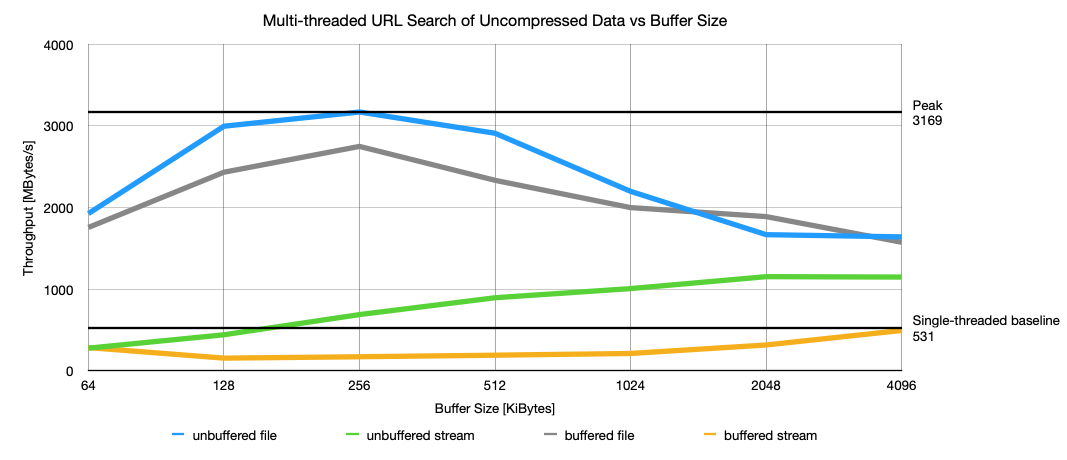 Multi-threaded URL Search of Uncompressed Data vs Buffer Size
4000
3000
2000
1000
0
Throughput [MBytes/s]
Peak
3169
Single-threaded baseline
531
64 128 256 512 1024 2048 4096
Buffer Size [KiBytes]
unbuffered file unbuffered stream buffered file buffered stream